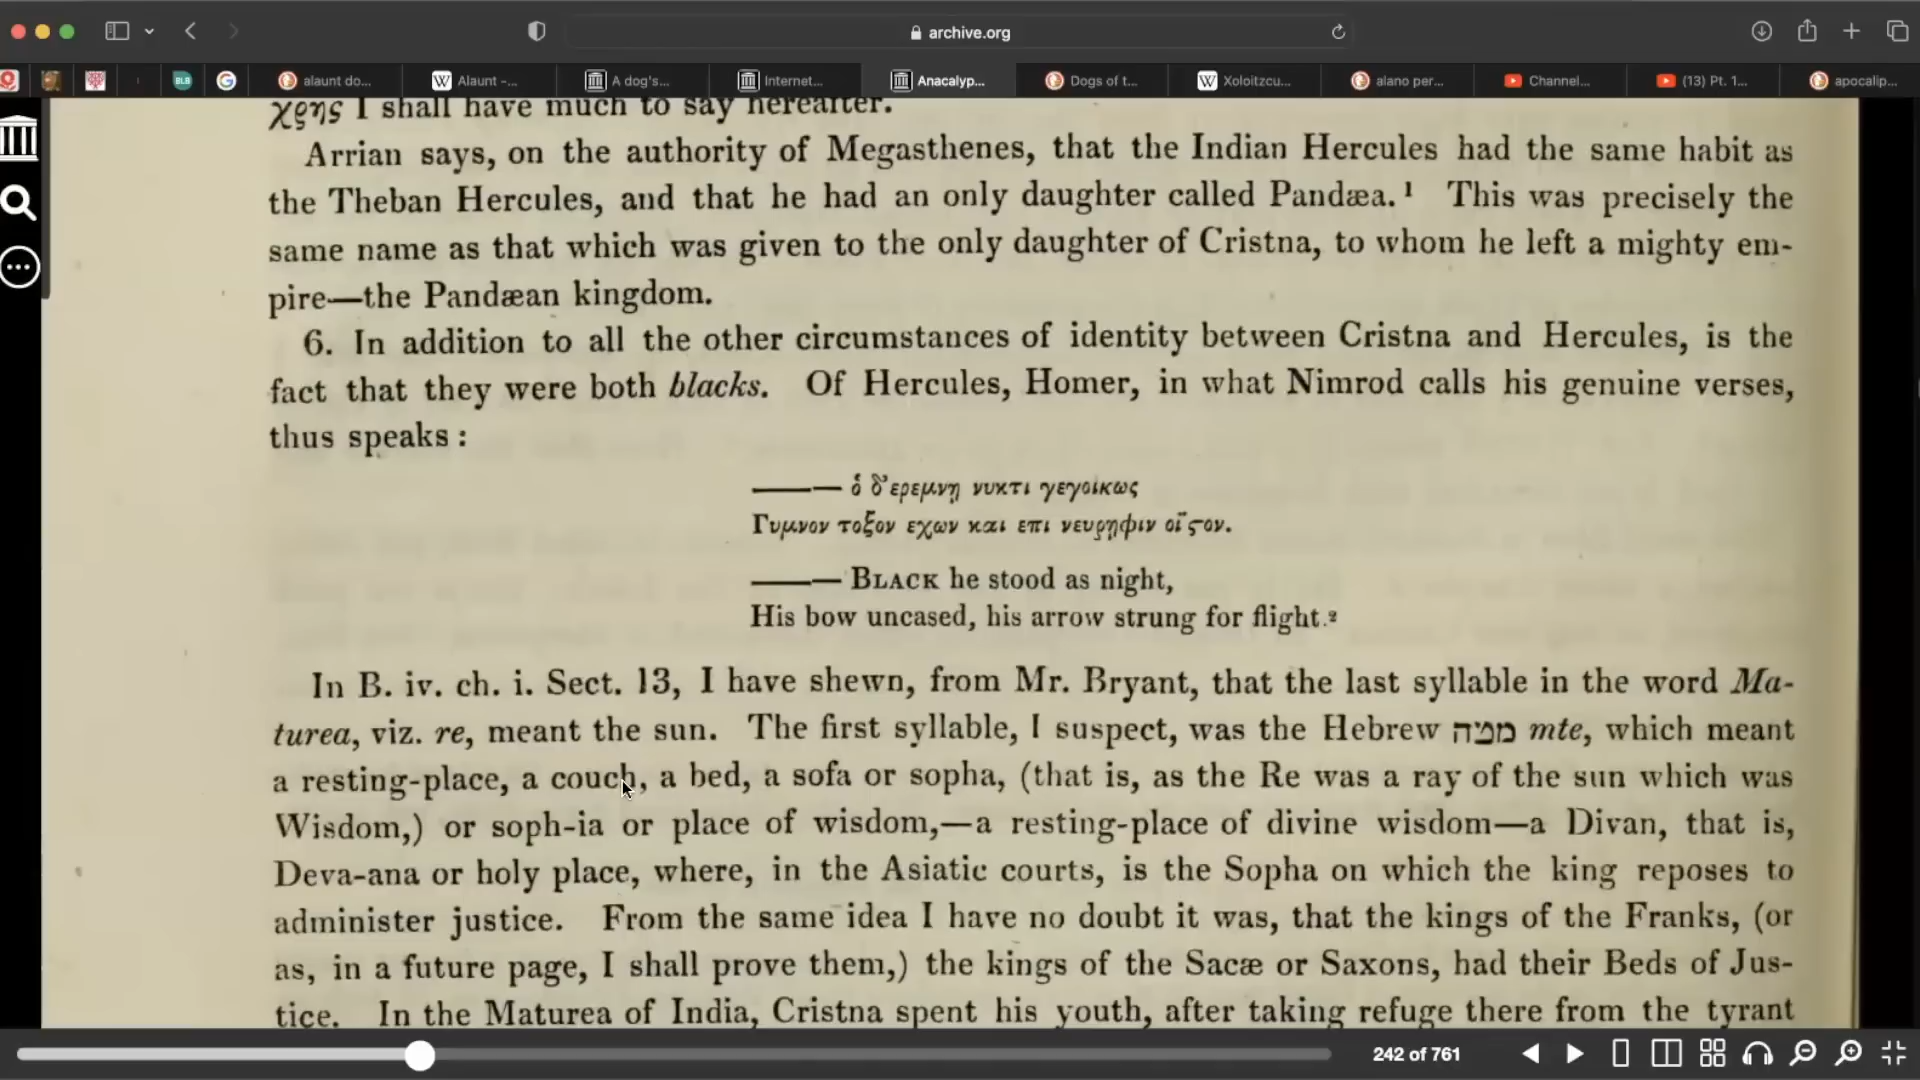 archive.org
alaunt do...
Alaunt -...
A dog's...
Internet...
Anacalyp...
Dogs of t...
Xoloitzcu...
alano per...
Channel...
(13) Pt. 1...
apocalip...
BLB
χϱης I shall have much to say hereafter.
Arrian says, on the authority of Megasthenes, that the Indian Hercules had the same habit as
the Theban Hercules, and that he had an only daughter called Pandæa.¹ This was precisely the
same name as that which was given to the only daughter of Cristna, to whom he left a mighty em-
pire—the Pandæan kingdom.
6. In addition to all the other circumstances of identity between Cristna and Hercules, is the
fact that they were both blacks. Of Hercules, Homer, in what Nimrod calls his genuine verses,
thus speaks :
——— ὁ δ'ερεμνῃ νυκτι γεγοίκως
Γυμνον τοξον εχων και επι νευρηφιν οἴϛον.
——— BLACK he stood as night,
His bow uncased, his arrow strung for flight.²
In B. iv. ch. i. Sect. 13, I have shewn, from Mr. Bryant, that the last syllable in the word Ma-
turea, viz. re, meant the sun. The first syllable, I suspect, was the Hebrew מטה mte, which meant
a resting-place, a couch, a bed, a sofa or sopha, (that is, as the Re was a ray of the sun which was
Wisdom,) or soph-ia or place of wisdom,—a resting-place of divine wisdom—a Divan, that is,
Deva-ana or holy place, where, in the Asiatic courts, is the Sopha on which the king reposes to
administer justice. From the same idea I have no doubt it was, that the kings of the Franks, (or
as, in a future page, I shall prove them,) the kings of the Sacæ or Saxons, had their Beds of Jus-
tice. In the Maturea of India, Cristna spent his youth, after taking refuge there from the tyrant
242 of 761